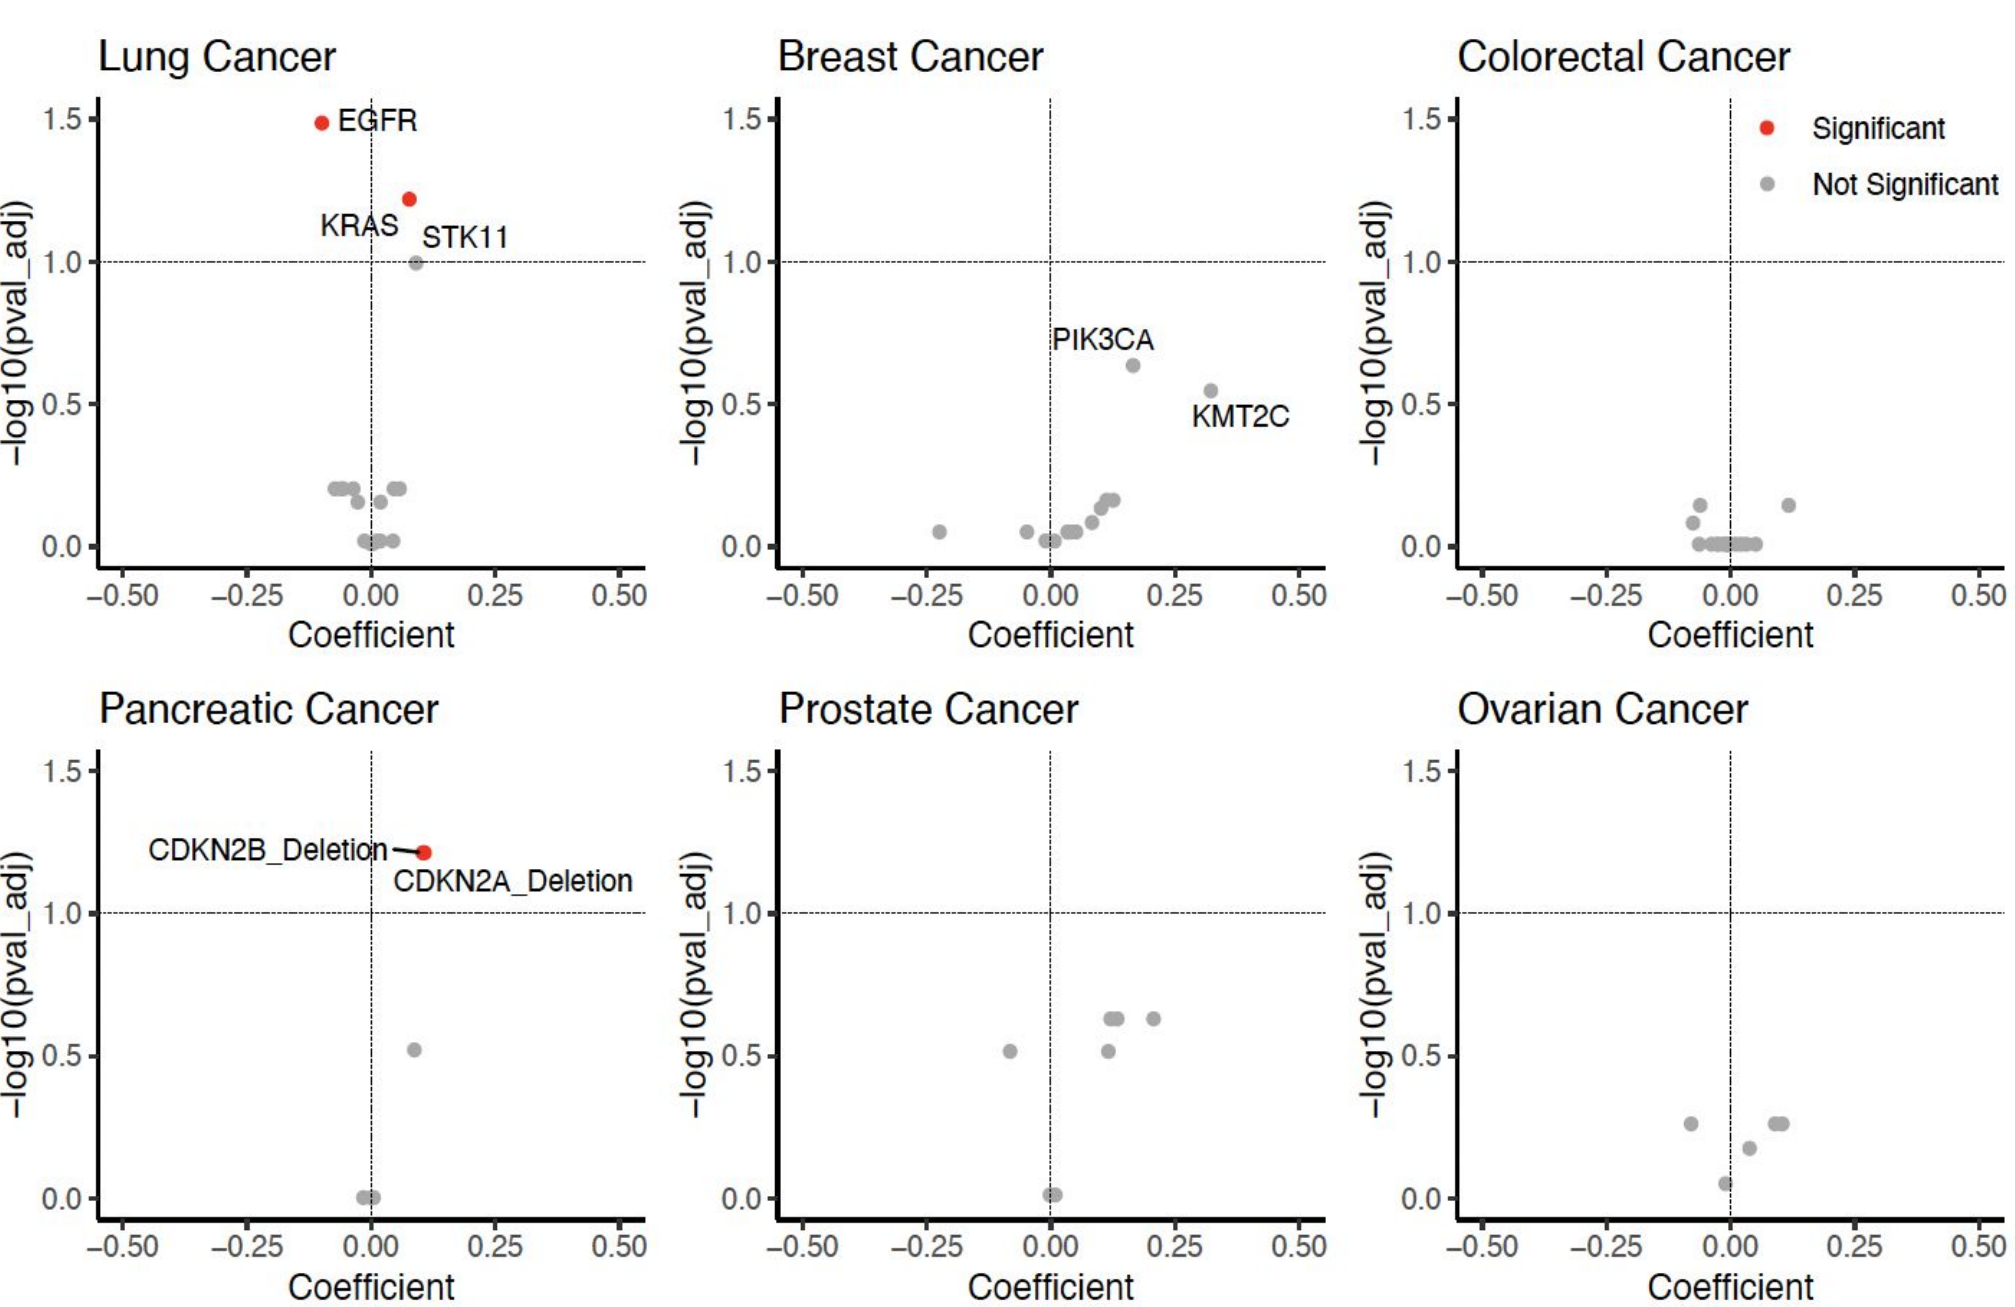 Lung Cancer
1.5
1.0
0.5
0.0
−log10(pval_adj)
EGFR
KRAS
STK11
−0.50 −0.25 0.00 0.25 0.50
Coefficient
Breast Cancer
1.5
1.0
0.5
0.0
−log10(pval_adj)
PIK3CA
KMT2C
−0.50 −0.25 0.00 0.25 0.50
Coefficient
Colorectal Cancer
1.5
1.0
0.5
0.0
−log10(pval_adj)
Significant
Not Significant
−0.50 −0.25 0.00 0.25 0.50
Coefficient
Pancreatic Cancer
1.5
1.0
0.5
0.0
−log10(pval_adj)
CDKN2B_Deletion
CDKN2A_Deletion
−0.50 −0.25 0.00 0.25 0.50
Coefficient
Prostate Cancer
1.5
1.0
0.5
0.0
−log10(pval_adj)
−0.50 −0.25 0.00 0.25 0.50
Coefficient
Ovarian Cancer
1.5
1.0
0.5
0.0
−log10(pval_adj)
−0.50 −0.25 0.00 0.25 0.50
Coefficient